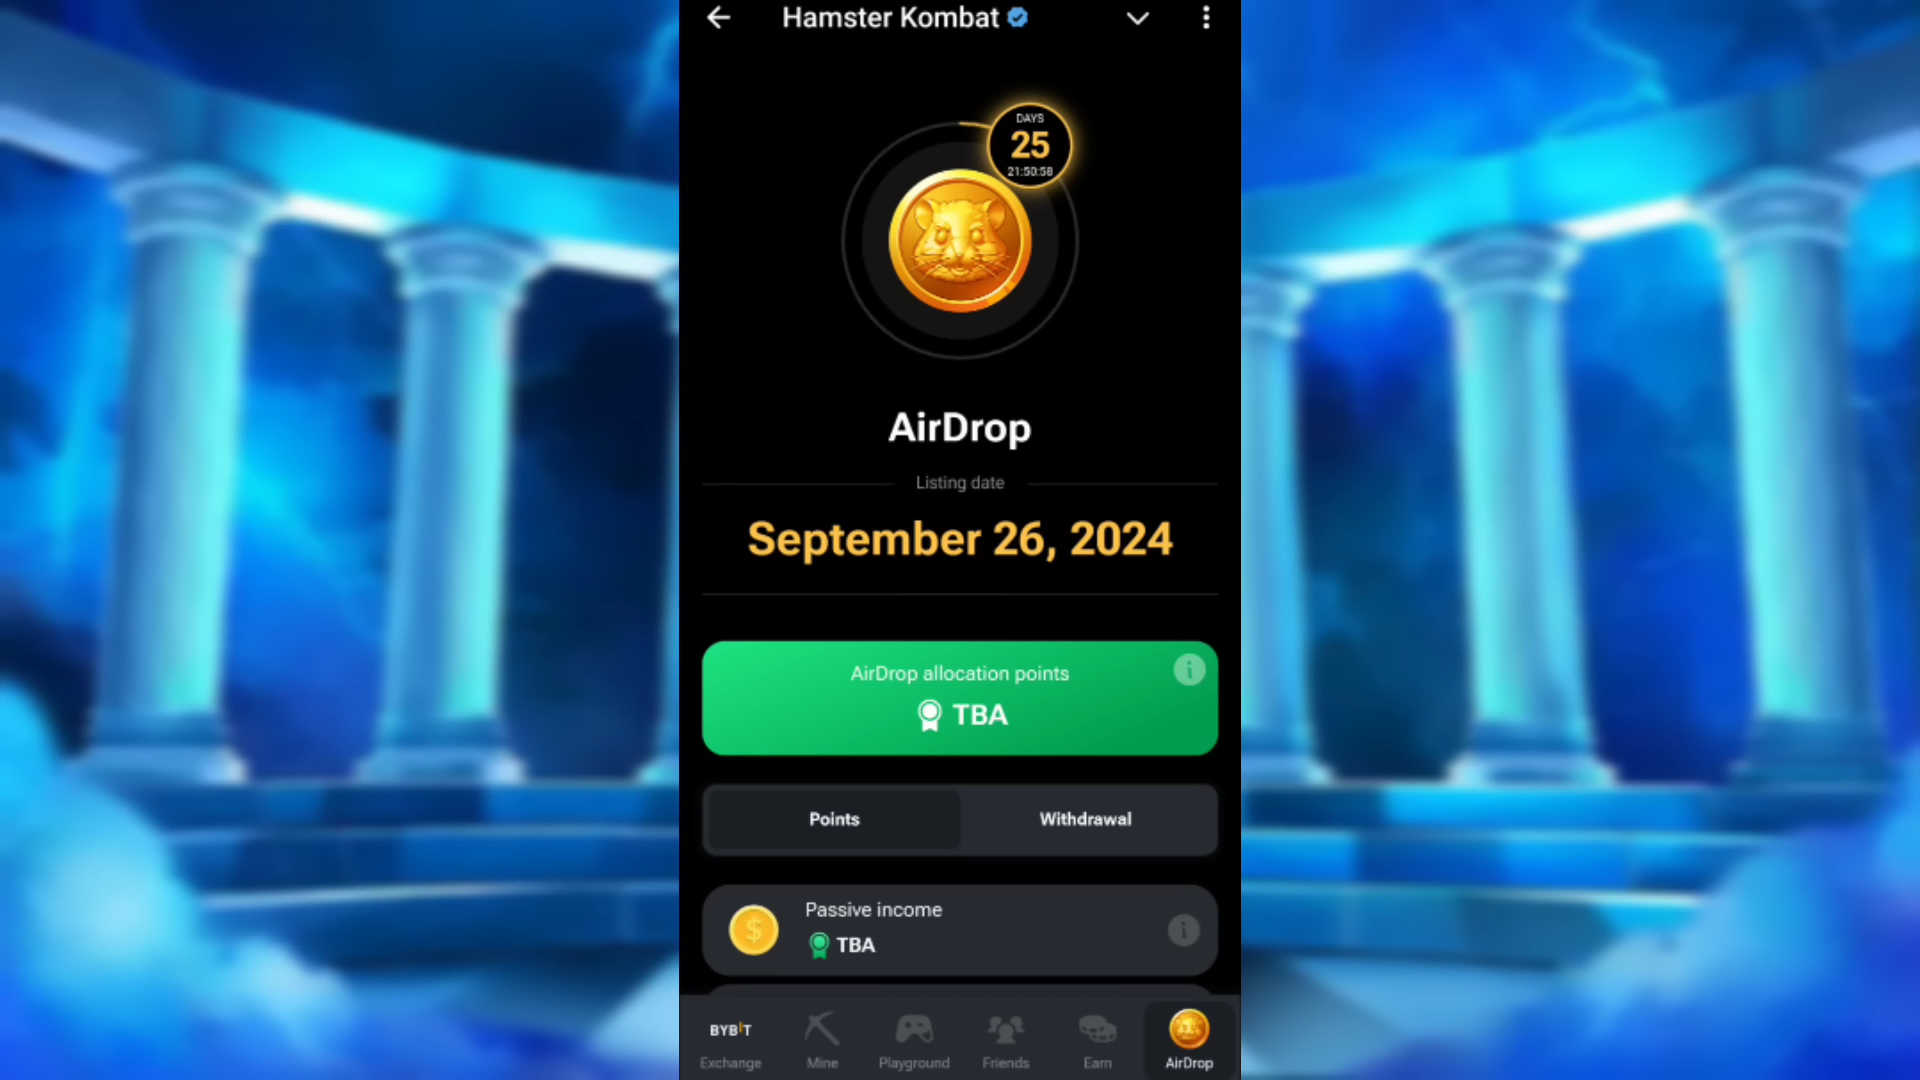 Hamster Kombat
DAYS
25
21:50:58
AirDrop
Listing date
September 26, 2024
AirDrop allocation points
TBA
Points
Withdrawal
Passive income
TBA
BYBIT
Exchange
Mine
Playground
Friends
Earn
AirDrop